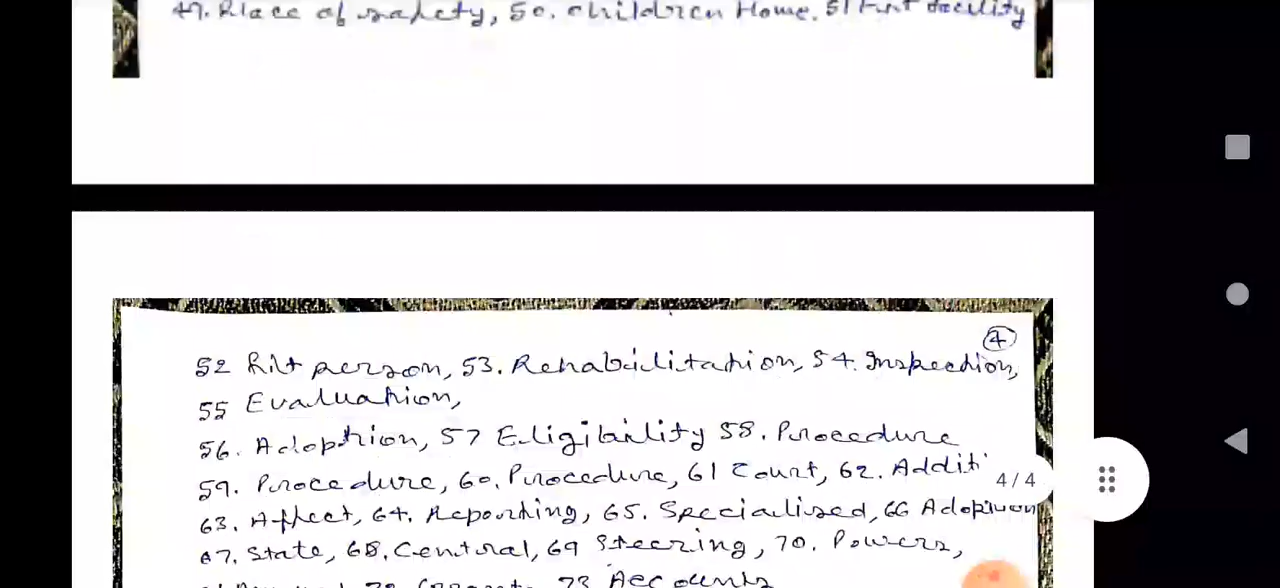 49. Place of safety, 50. Children Home. 51 Fit facility
4
52 Fit person, 53. Rehabilitation, 54. Inspection,
55 Evaluation,
56. Adoption, 57 Eligibility 58. Procedure
59. Procedure, 60. Procedure, 61 Court, 62. Additi
63. Affect, 64. Reporting, 65. Specialised, 66 Adoption
4/4
67. State, 68. Central, 69 Steering, 70. Powers,
73 Accounts